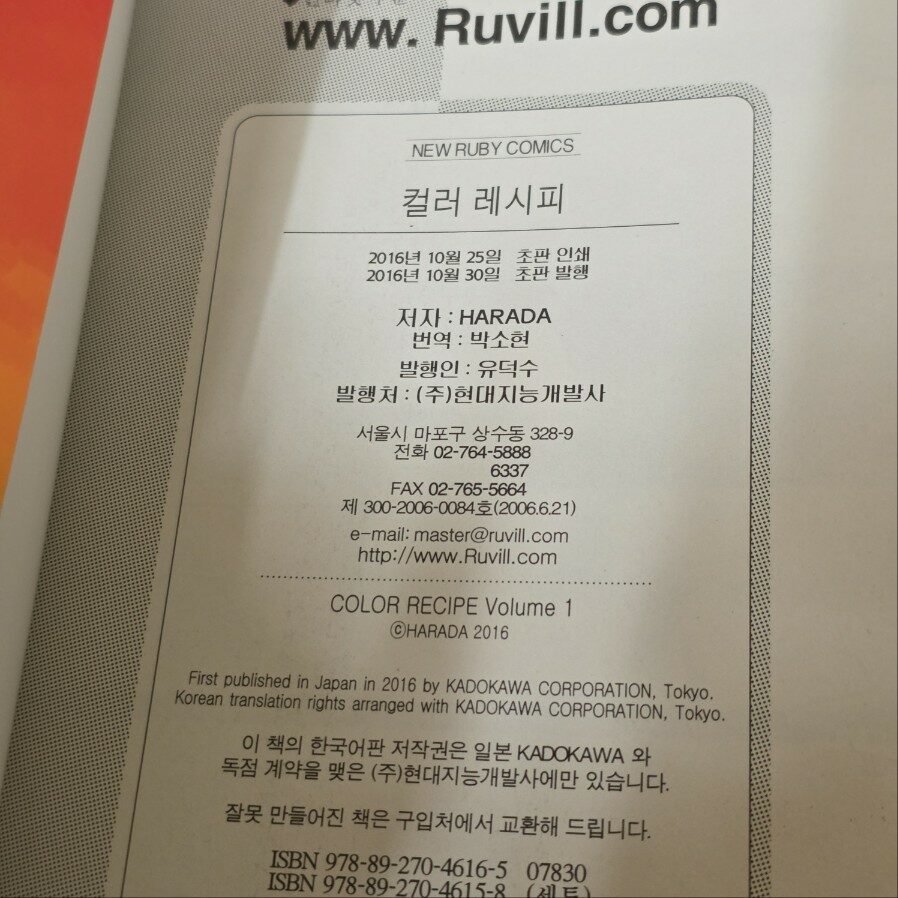 www. Ruvill.com
NEW RUBY COMICS
컬러 레시피
2016년 10월 25일 초판 인쇄
2016년 10월 30일 초판 발행
저자 : HARADA
번역 : 박소현
발행인 : 유덕수
발행처 : (주)현대지능개발사
서울시 마포구 상수동 328-9
전화 02-764-5888
6337
FAX 02-765-5664
제 300-2006-0084호(2006.6.21)
e-mail: master@ruvill.com
http://www.Ruvill.com
COLOR RECIPE Volume 1
©HARADA 2016
First published in Japan in 2016 by KADOKAWA CORPORATION, Tokyo.
Korean translation rights arranged with KADOKAWA CORPORATION, Tokyo.
이 책의 한국어판 저작권은 일본 KADOKAWA 와
독점 계약을 맺은 (주)현대지능개발사에만 있습니다.
잘못 만들어진 책은 구입처에서 교환해 드립니다.
ISBN 978-89-270-4616-5 07830
ISBN 978-89-270-4615-8 (세트)